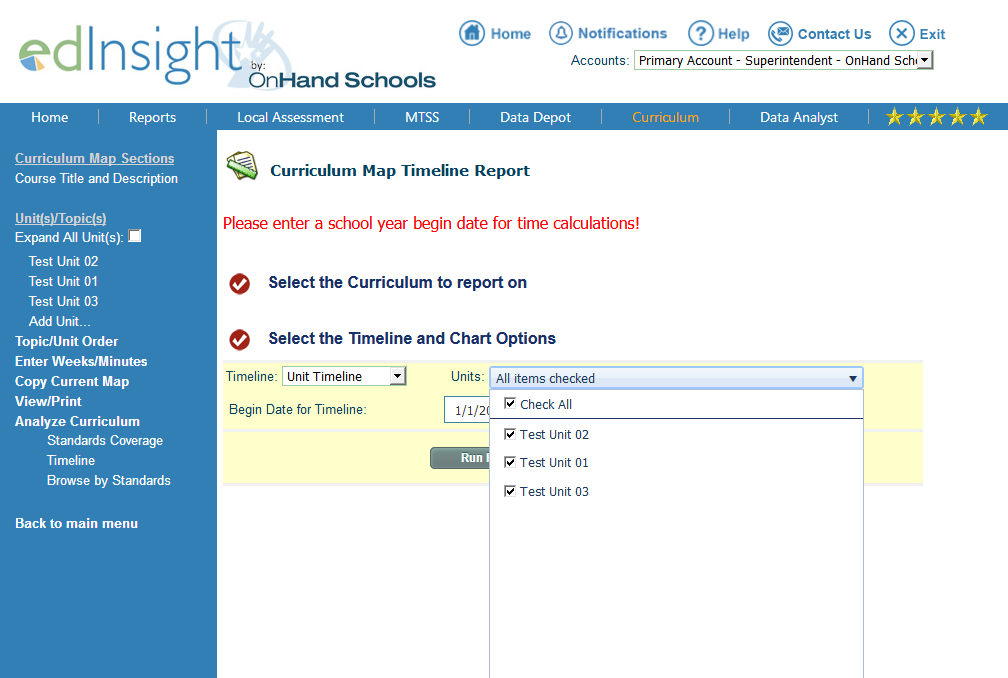 edInsight
by:
OnHand Schools
Home Notifications Help Contact Us Exit
Accounts: Primary Account - Superintendent - OnHand Scho
Home Reports Local Assessment MTSS Data Depot Curriculum Data Analyst
Curriculum Map Sections
Course Title and Description
Unit(s)/Topic(s)
Expand All Unit(s):
Test Unit 02
Test Unit 01
Test Unit 03
Add Unit...
Topic/Unit Order
Enter Weeks/Minutes
Copy Current Map
View/Print
Analyze Curriculum
Standards Coverage
Timeline
Browse by Standards
Back to main menu
Curriculum Map Timeline Report
Please enter a school year begin date for time calculations!
Select the Curriculum to report on
Select the Timeline and Chart Options
Timeline: Unit Timeline Units: All items checked
Begin Date for Timeline: 1/1/20
Run
Check All
Test Unit 02
Test Unit 01
Test Unit 03